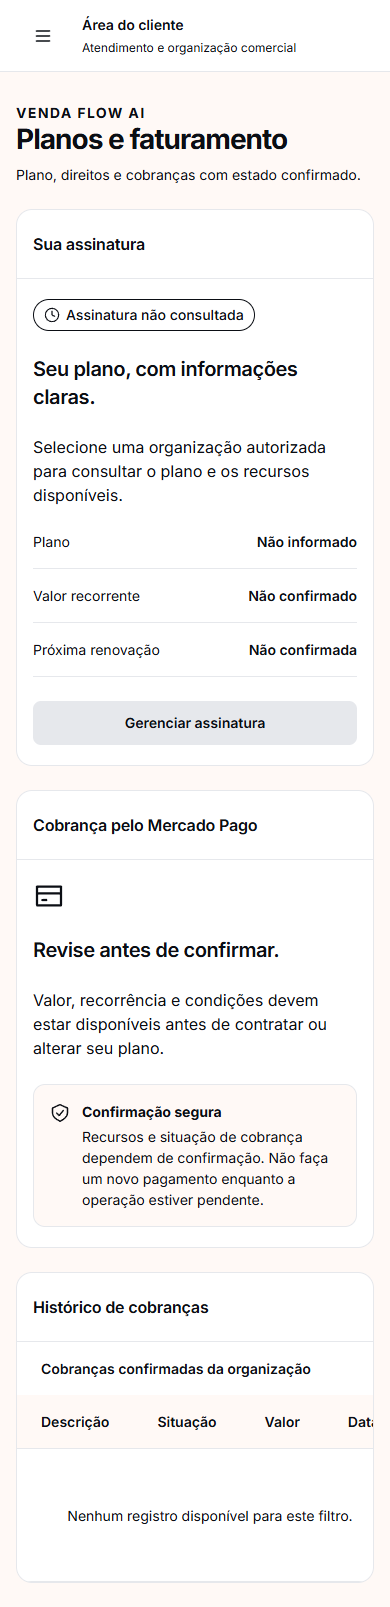 Área do cliente
Atendimento e organização comercial
VENDA FLOW AI
Planos e faturamento
Plano, direitos e cobranças com estado confirmado.
Sua assinatura
Assinatura não consultada
Seu plano, com informações
claras.
Selecione uma organização autorizada
para consultar o plano e os recursos
disponíveis.
Plano Não informado
Valor recorrente Não confirmado
Próxima renovação Não confirmada
Gerenciar assinatura
Cobrança pelo Mercado Pago
Revise antes de confirmar.
Valor, recorrência e condições devem
estar disponíveis antes de contratar ou
alterar seu plano.
Confirmação segura
Recursos e situação de cobrança
dependem de confirmação. Não faça
um novo pagamento enquanto a
operação estiver pendente.
Histórico de cobranças
Cobranças confirmadas da organização
Descrição Situação Valor Data
Nenhum registro disponível para este filtro.